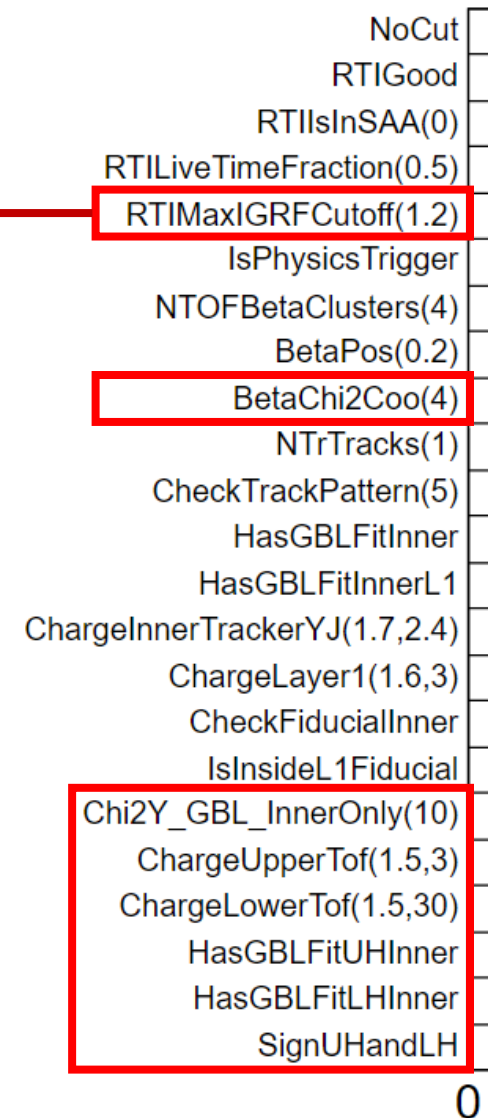 NoCut
RTIGood
RTIIsInSAA(0)
RTILiveTimeFraction(0.5)
RTIMaxIGRFCutoff(1.2)
IsPhysicsTrigger
NTOFBetaClusters(4)
BetaPos(0.2)
BetaChi2Coo(4)
NTrTracks(1)
CheckTrackPattern(5)
HasGBLFitInner
HasGBLFitInnerL1
ChargeInnerTrackerYJ(1.7,2.4)
ChargeLayer1(1.6,3)
CheckFiducialInner
IsInsideL1Fiducial
Chi2Y_GBL_InnerOnly(10)
ChargeUpperTof(1.5,3)
ChargeLowerTof(1.5,30)
HasGBLFitUHInner
HasGBLFitLHInner
SignUHandLH
0